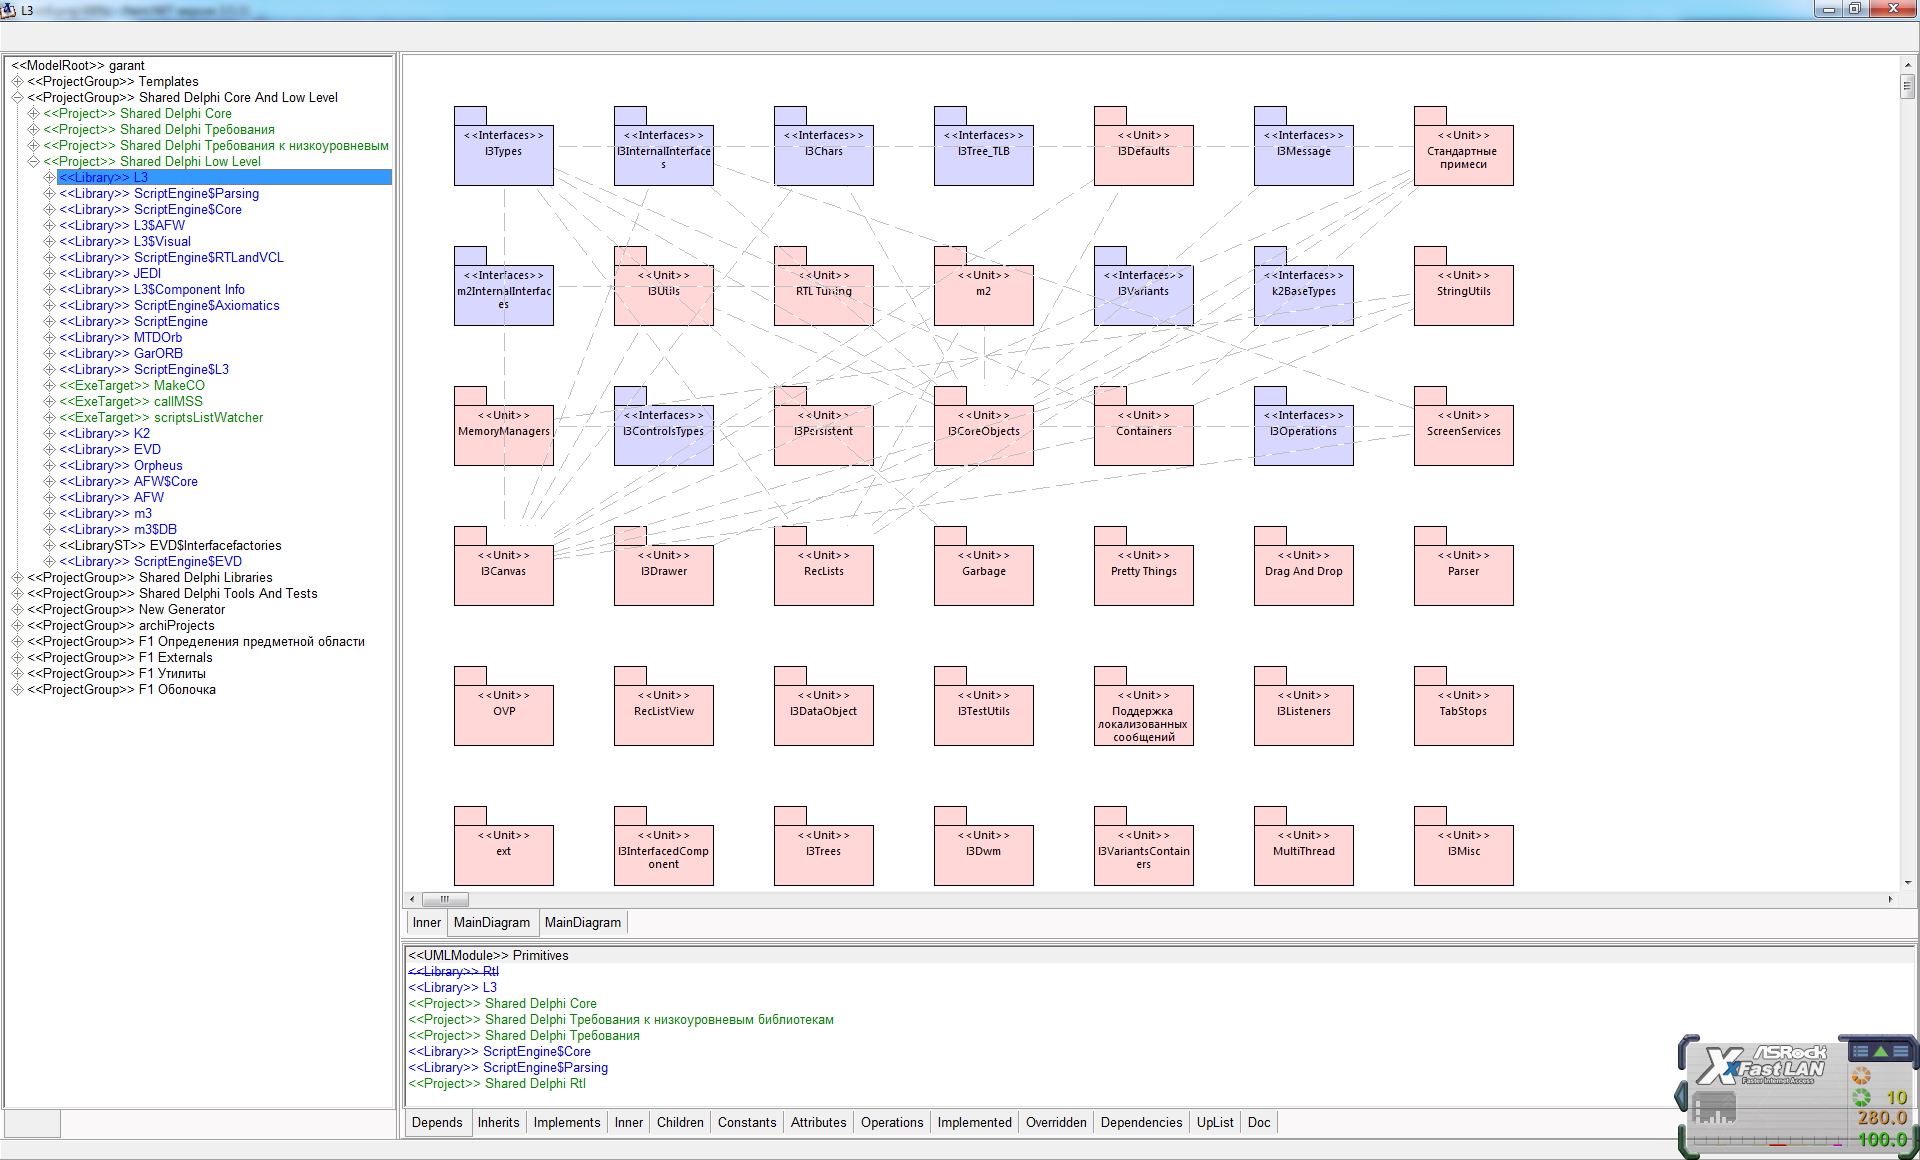 L3
<<ModelRoot>> garant
<<ProjectGroup>> Templates
<<ProjectGroup>> Shared Delphi Core And Low Level
<<Project>> Shared Delphi Core
<<Project>> Shared Delphi Требования
<<Project>> Shared Delphi Требования к низкоуровневым
<<Project>> Shared Delphi Low Level
<<Library>> L3
<<Library>> ScriptEngine$Parsing
<<Library>> ScriptEngine$Core
<<Library>> L3$AFW
<<Library>> L3$Visual
<<Library>> ScriptEngine$RTLandVCL
<<Library>> JEDI
<<Library>> L3$Component Info
<<Library>> ScriptEngine$Axiomatics
<<Library>> ScriptEngine
<<Library>> MTDOrb
<<Library>> GarORB
<<Library>> ScriptEngine$L3
<<ExeTarget>> MakeCO
<<ExeTarget>> callMSS
<<ExeTarget>> scriptsListWatcher
<<Library>> K2
<<Library>> EVD
<<Library>> Orpheus
<<Library>> AFW$Core
<<Library>> AFW
<<Library>> m3
<<Library>> m3$DB
<<LibraryST>> EVD$Interfacefactories
<<Library>> ScriptEngine$EVD
<<ProjectGroup>> Shared Delphi Libraries
<<ProjectGroup>> Shared Delphi Tools And Tests
<<ProjectGroup>> New Generator
<<ProjectGroup>> archiProjects
<<ProjectGroup>> F1 Определения предметной области
<<ProjectGroup>> F1 Externals
<<ProjectGroup>> F1 Утилиты
<<ProjectGroup>> F1 Оболочка
<<Interfaces>>
l3Types
<<Interfaces>>
l3InternalInterface
s
<<Interfaces>>
l3Chars
<<Interfaces>>
l3Tree_TLB
<<Unit>>
l3Defaults
<<Interfaces>>
l3Message
<<Unit>>
Стандартные
примеси
<<Interfaces>>
m2InternalInterfac
es
<<Unit>>
l3Utils
<<Unit>>
RTL Tuning
<<Unit>>
m2
<<Interfaces>>
l3Variants
<<Interfaces>>
k2BaseTypes
<<Unit>>
StringUtils
<<Unit>>
MemoryManagers
<<Interfaces>>
l3ControlsTypes
<<Unit>>
l3Persistent
<<Unit>>
l3CoreObjects
<<Unit>>
Containers
<<Interfaces>>
l3Operations
<<Unit>>
ScreenServices
<<Unit>>
l3Canvas
<<Unit>>
l3Drawer
<<Unit>>
RecLists
<<Unit>>
Garbage
<<Unit>>
Pretty Things
<<Unit>>
Drag And Drop
<<Unit>>
Parser
<<Unit>>
OVP
<<Unit>>
RecListView
<<Unit>>
l3DataObject
<<Unit>>
l3TestUtils
<<Unit>>
Поддержка
локализованных
сообщений
<<Unit>>
l3Listeners
<<Unit>>
TabStops
<<Unit>>
ext
<<Unit>>
l3InterfacedComp
onent
<<Unit>>
l3Trees
<<Unit>>
l3Dwm
<<Unit>>
l3VariantsContain
ers
<<Unit>>
MultiThread
<<Unit>>
l3Misc
Inner MainDiagram MainDiagram
<<UMLModule>> Primitives
<<Library>> Rtl
<<Library>> L3
<<Project>> Shared Delphi Core
<<Project>> Shared Delphi Требования к низкоуровневым библиотекам
<<Project>> Shared Delphi Требования
<<Library>> ScriptEngine$Core
<<Library>> ScriptEngine$Parsing
<<Project>> Shared Delphi Rtl
Depends Inherits Implements Inner Children Constants Attributes Operations Implemented Overridden Dependencies UpList Doc
ASRock
XFast LAN
Faster Internet Access
10
280.0
100.0